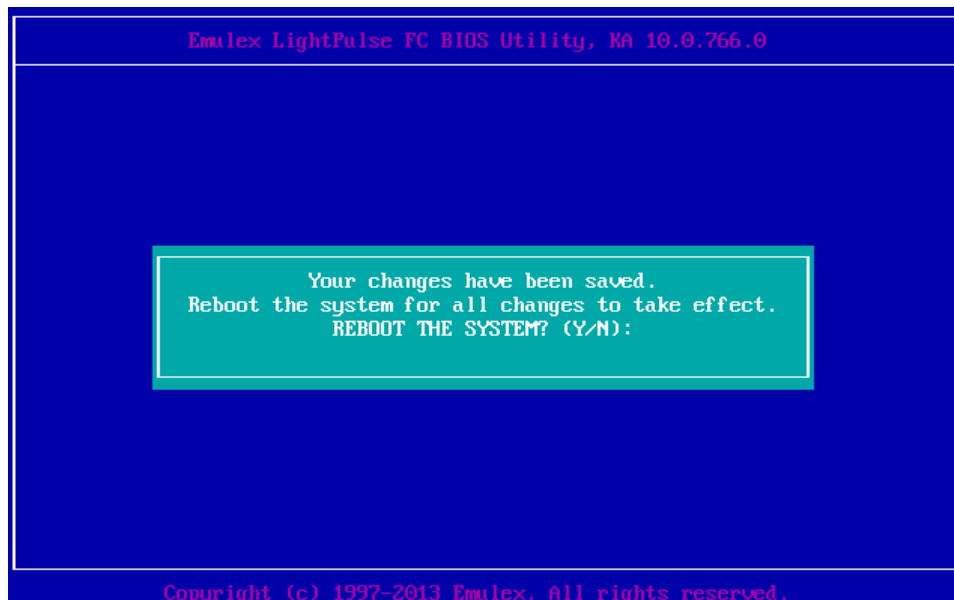 Emulex LightPulse FC BIOS Utility, KA 10.0.766.0
Your changes have been saved.
Reboot the system for all changes to take effect.
REBOOT THE SYSTEM? (Y/N):
Copyright (c) 1997-2013 Emulex. All rights reserved.